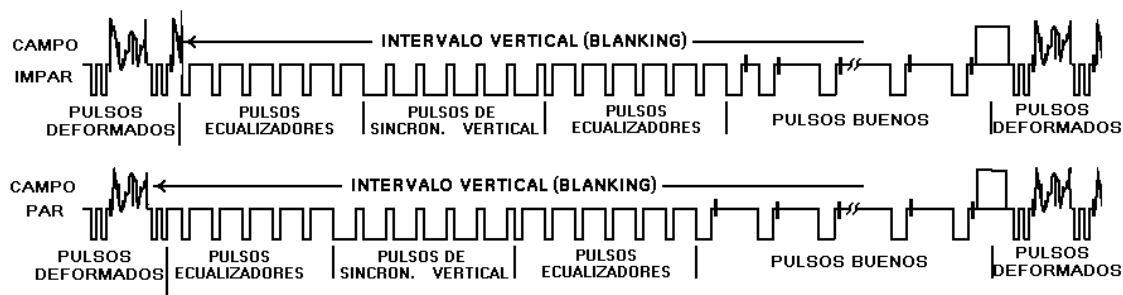 CAMPO
IMPAR
INTERVALO VERTICAL (BLANKING)
PULSOS
DEFORMADOS
PULSOS
ECUALIZADORES
PULSOS DE
SINCRON. VERTICAL
PULSOS
ECUALIZADORES
PULSOS BUENOS
PULSOS
DEFORMADOS
CAMPO
PAR
INTERVALO VERTICAL (BLANKING)
PULSOS
DEFORMADOS
PULSOS
ECUALIZADORES
PULSOS DE
SINCRON. VERTICAL
PULSOS
ECUALIZADORES
PULSOS BUENOS
PULSOS
DEFORMADOS